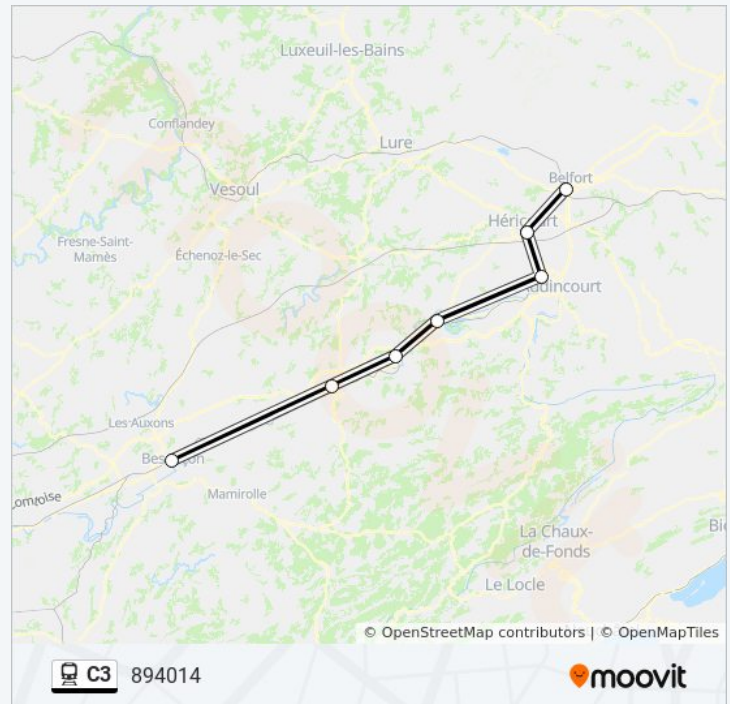 Luxeuil-les-Bains
Conflandey
Lure
Vesoul
Belfort
Héricourt
Fresne-Saint-
Mamès
Échenoz-le-Sec
Les Auxons
Mamirolle
La Chaux-
de-Fonds
Le Locle
© OpenStreetMap contributors | © OpenMapTiles
C3 894014 moovit